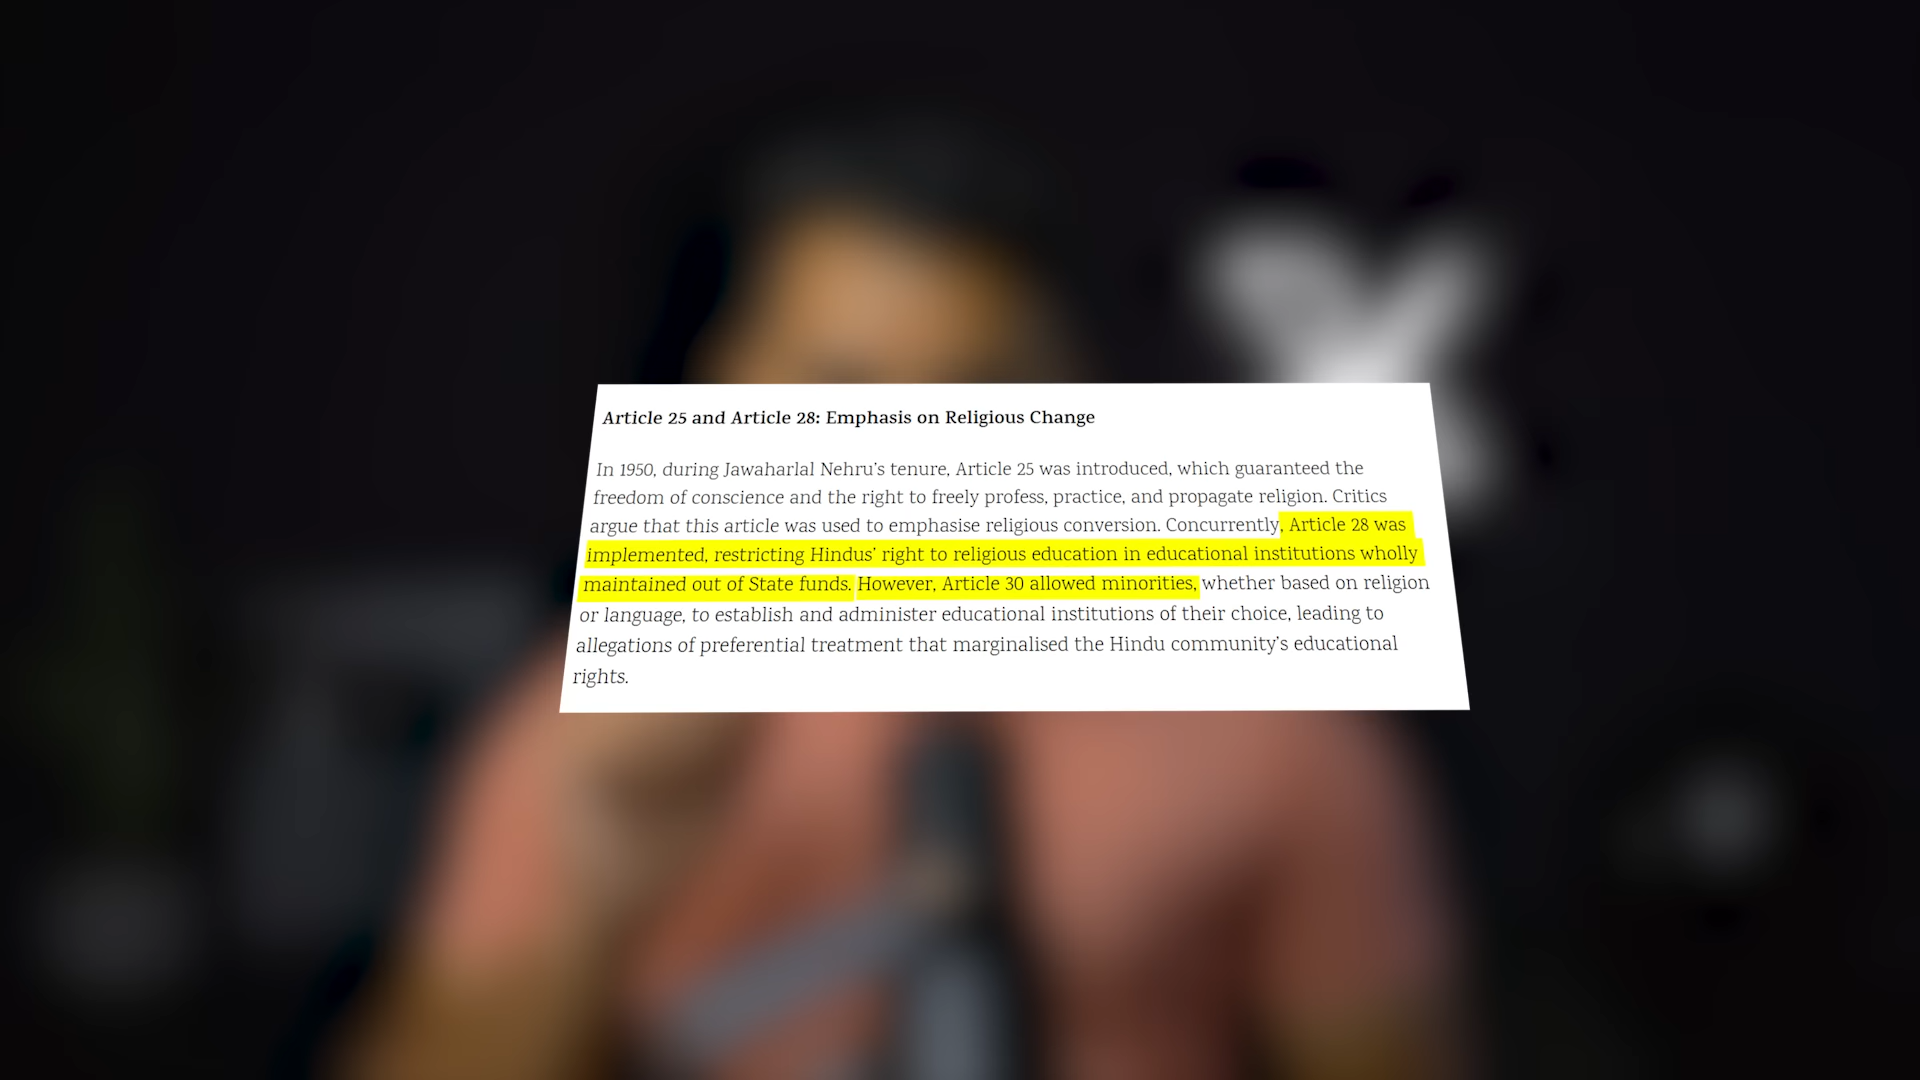 Article 25 and Article 28: Emphasis on Religious Change
In 1950, during Jawaharlal Nehru's tenure, Article 25 was introduced, which guaranteed the
freedom of conscience and the right to freely profess, practice, and propagate religion. Critics
argue that this article was used to emphasise religious conversion. Concurrently, Article 28 was
implemented, restricting Hindus' right to religious education in educational institutions wholly
maintained out of State funds. However, Article 30 allowed minorities, whether based on religion
or language, to establish and administer educational institutions of their choice, leading to
allegations of preferential treatment that marginalised the Hindu community's educational
rights.